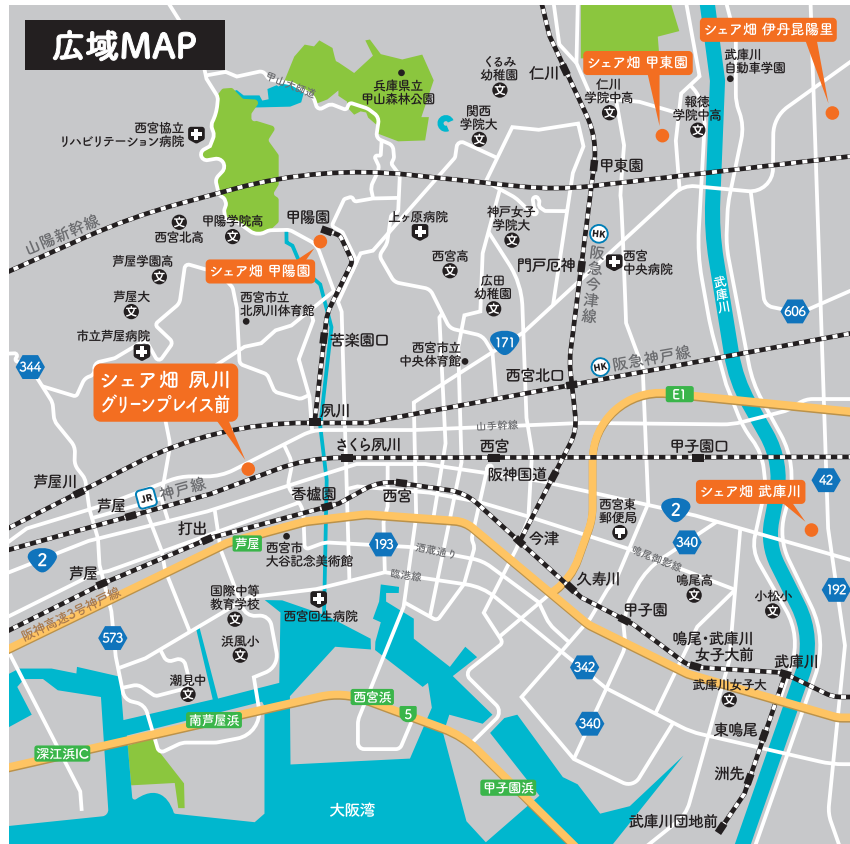 広域MAP
シェア畑 伊丹昆陽里
シェア畑 甲東園
武庫川
自動車学園
くるみ
幼稚園
仁川
兵庫県立
甲山森林公園
仁川
学院中高
報徳
学院中高
関西
学院大
西宮協立
リハビリテーション病院
甲東園
山陽新幹線
西宮北高
甲陽学院高
甲陽園
上ヶ原病院
神戸女子
学院大
HK
阪急今津線
西宮
中央病院
門戸厄神
西宮高
芦屋学園高
シェア畑 甲陽園
広田
幼稚園
武庫川
芦屋大
西宮市立
北夙川体育館
606
市立芦屋病院
苦楽園口
西宮市立
中央体育館
171
344
HK
阪急神戸線
シェア畑 夙川
グリーンプレイス前
西宮北口
E1
夙川
山手幹線
さくら夙川
西宮
甲子園口
芦屋川
JR
神戸線
芦屋
香櫨園
西宮
阪神国道
シェア畑 武庫川
42
西宮東
郵便局
2
打出
芦屋
西宮市
大谷記念美術館
193
酒蔵通り
今津
340
鳴尾御影線
2
芦屋
臨港線
久寿川
鳴尾高
小松小
192
阪神高速3号神戸線
国際中等
教育学校
西宮回生病院
甲子園
573
浜風小
鳴尾・武庫川
女子大前
武庫川
潮見中
342
武庫川女子大
西宮浜
南芦屋浜
5
340
東鳴尾
深江浜IC
洲先
甲子園浜
大阪湾
武庫川団地前